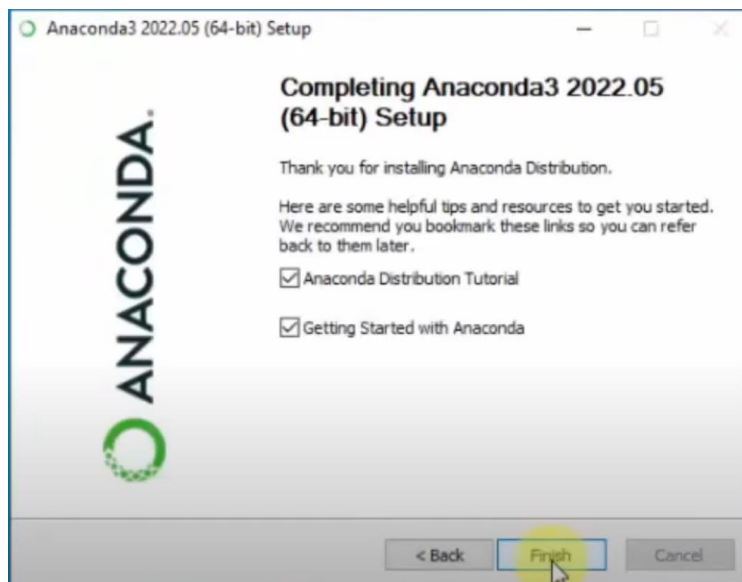 Anaconda3 2022.05 (64-bit) Setup
ANACONDA.
Completing Anaconda3 2022.05
(64-bit) Setup
Thank you for installing Anaconda Distribution.
Here are some helpful tips and resources to get you started.
We recommend you bookmark these links so you can refer
back to them later.
Anaconda Distribution Tutorial
Getting Started with Anaconda
< Back
Finish
Cancel